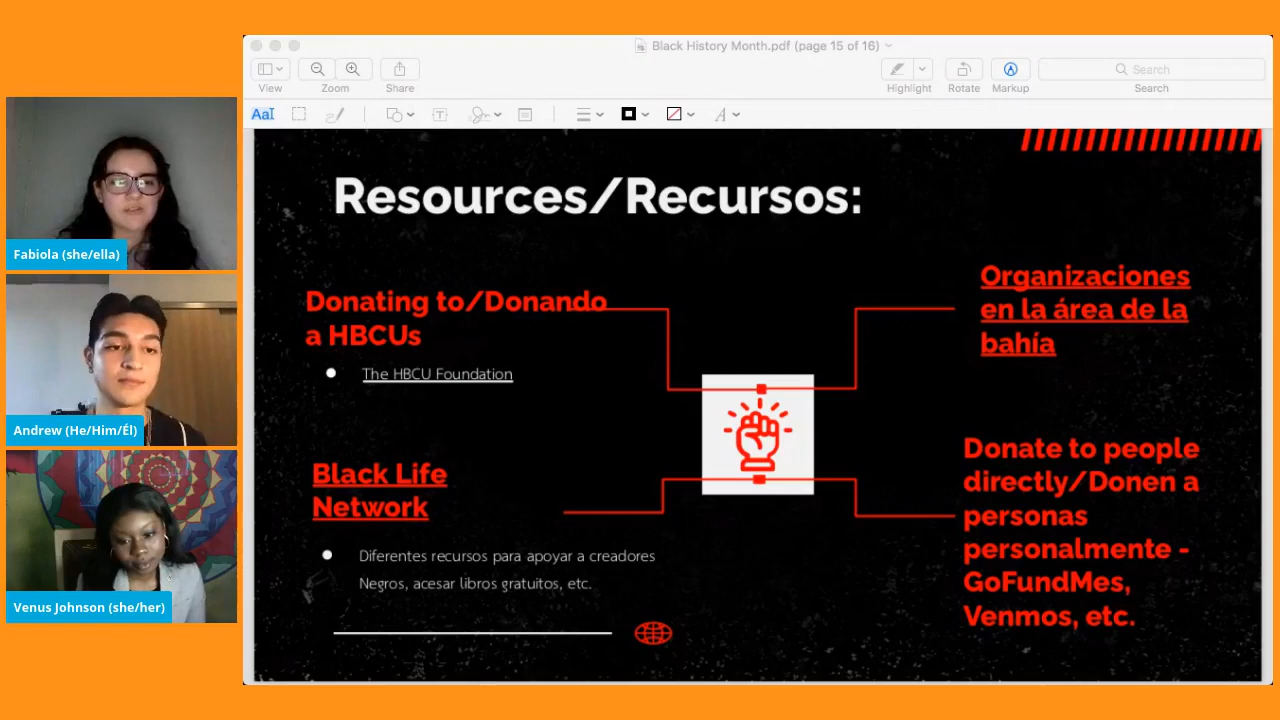 Black History Month.pdf (page 15 of 16)
View
Zoom
Share
Highlight
Rotate
Markup
Search
Search
AaI
T
A
Resources/Recursos:
Donating to/Donando
a HBCUs
The HBCU Foundation
Organizaciones
en la área de la
bahía
Black Life
Network
Diferentes recursos para apoyar a creadores
Negros, acesar libros gratuitos, etc.
Donate to people
directly/Donen a
personas
personalmente -
GoFundMes,
Venmos, etc.
Fabiola (she/ella)
Andrew (He/Him/Él)
Venus Johnson (she/her)